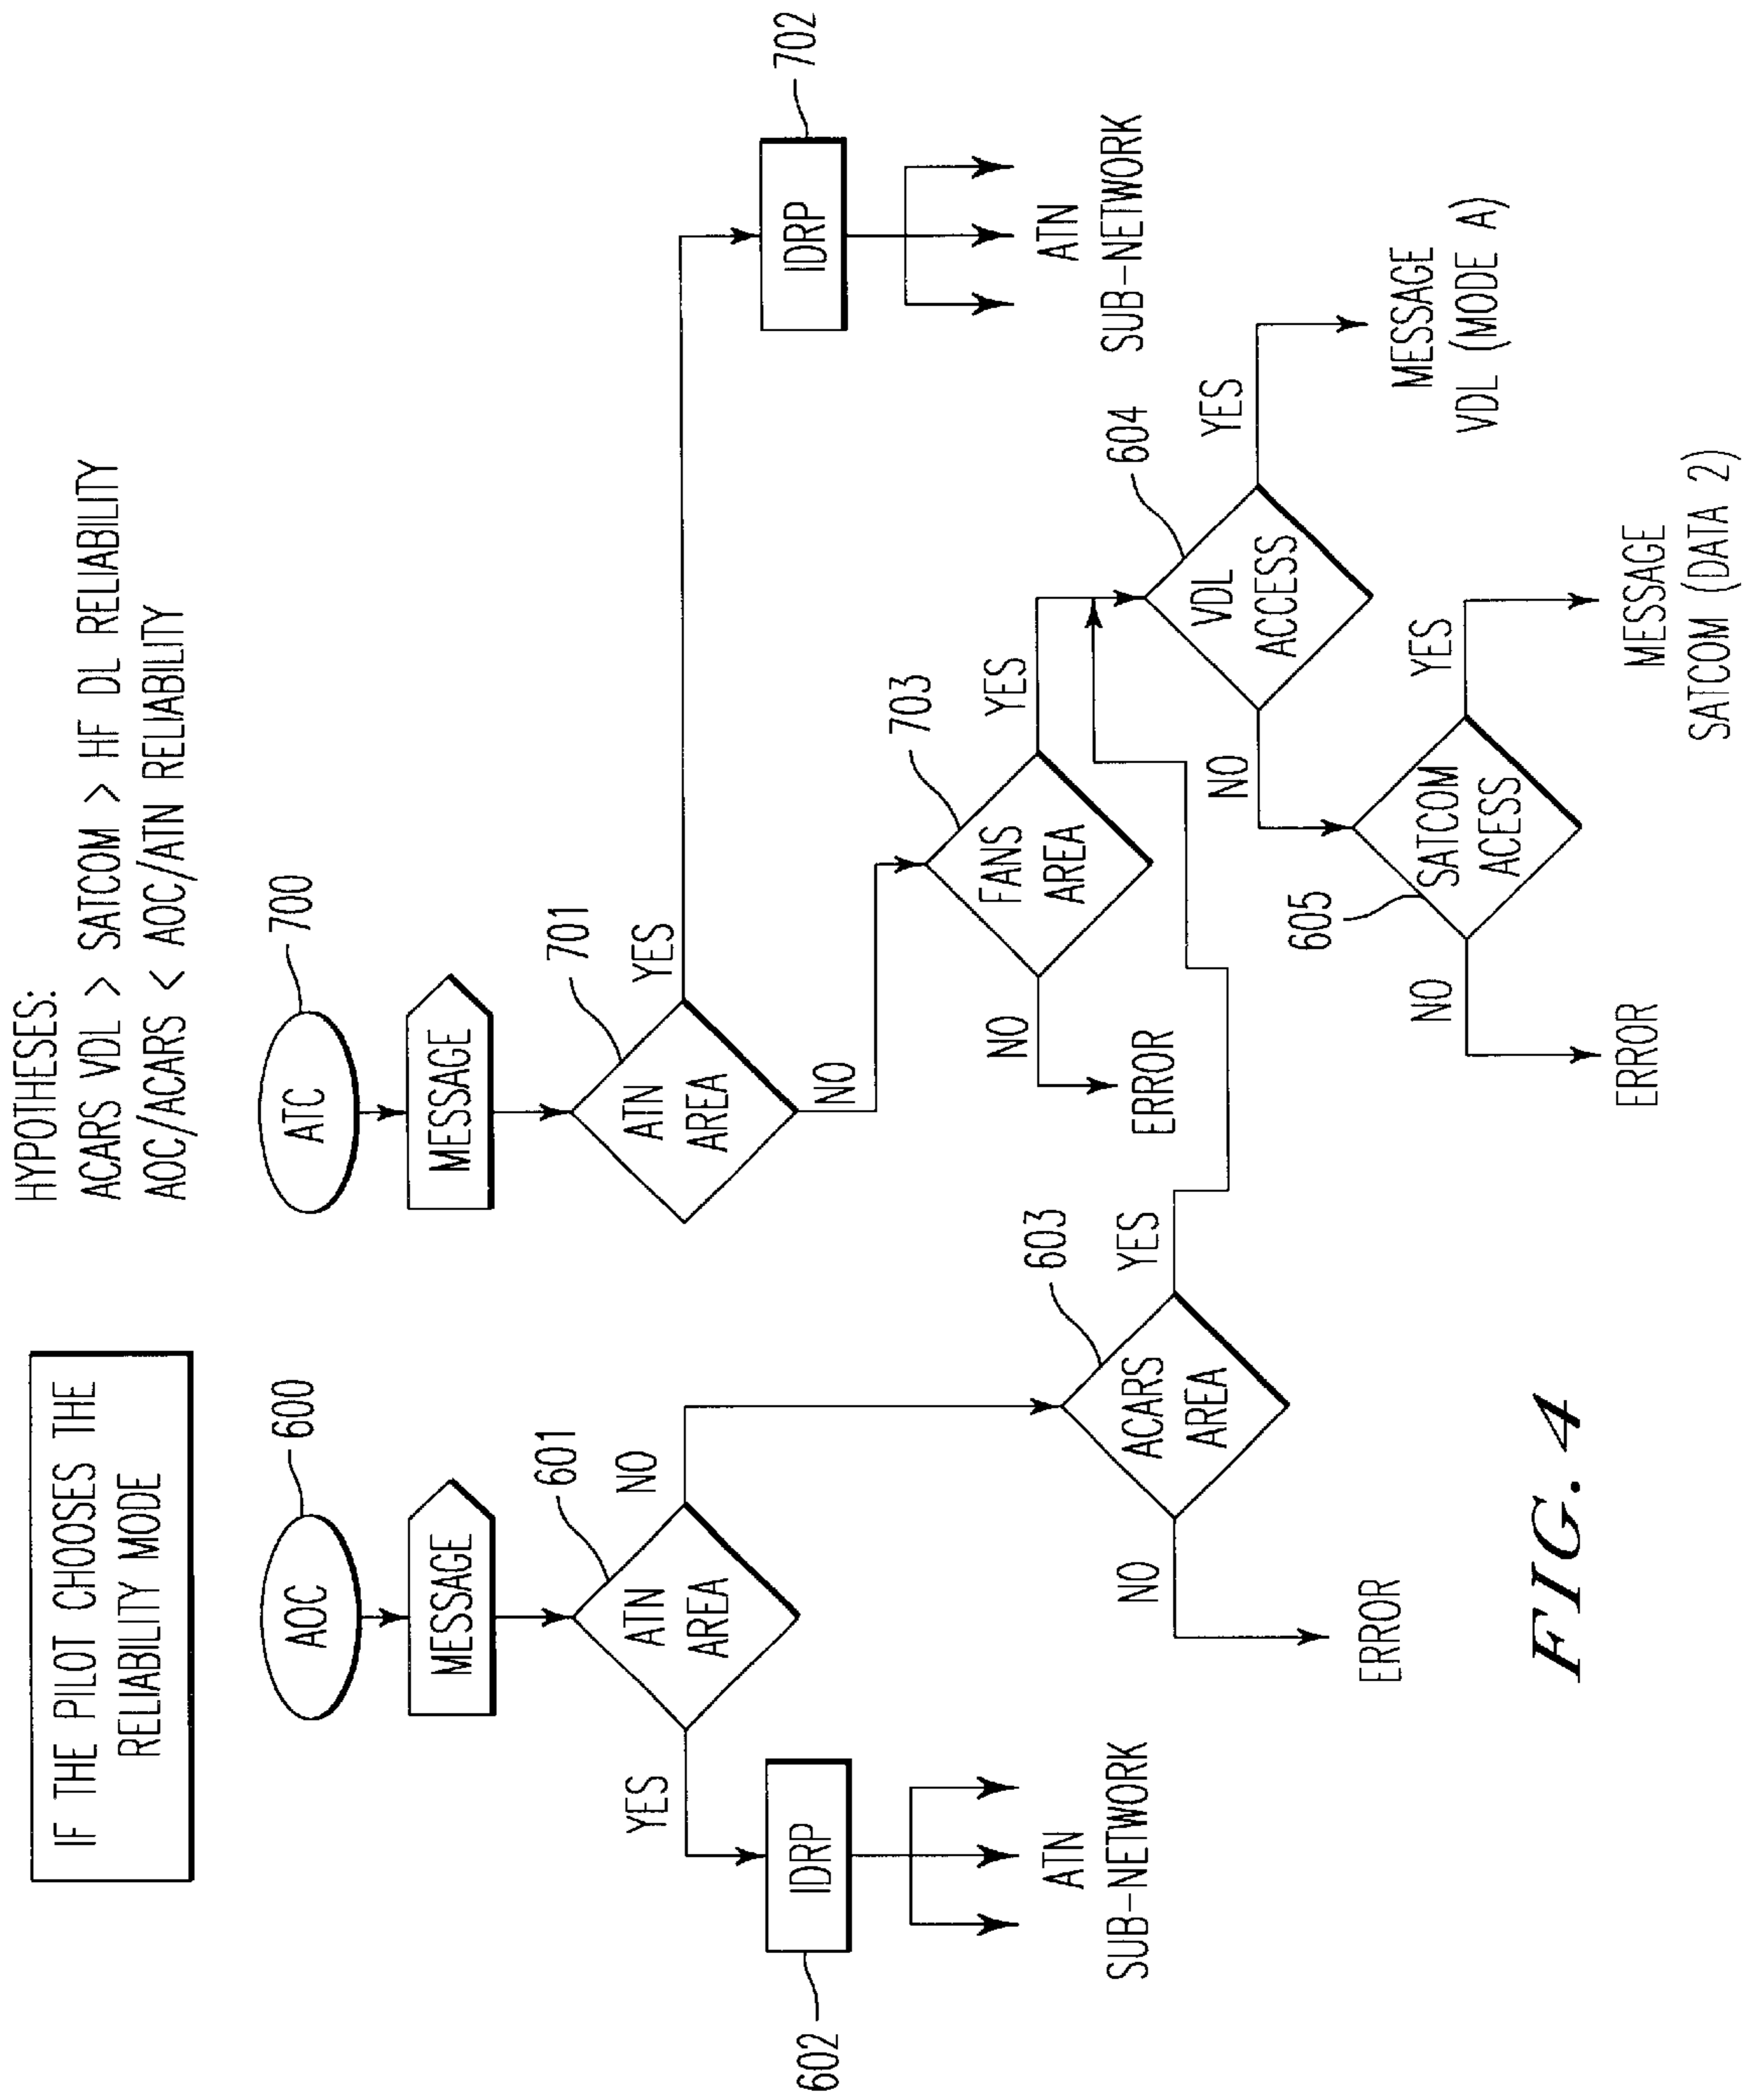 IF THE PILOT CHOOSES THE
RELIABILITY MODE
HYPOTHESES:
ACARS VDL > SATCOM > HF DL RELIABILITY
AOC/ACARS < AOC/ATN RELIABILITY
AOC
600
MESSAGE
ATN
AREA
601
YES
NO
IDRP
602
ATN
SUB-NETWORK
ACARS
AREA
603
NO
YES
ERROR
ATC
700
MESSAGE
ATN
AREA
701
YES
NO
IDRP
702
ATN
SUB-NETWORK
FANS
AREA
703
NO
YES
ERROR
VDL
ACCESS
604
NO
YES
MESSAGE
VDL (MODE A)
SATCOM
ACESS
605
NO
YES
ERROR
MESSAGE
SATCOM (DATA 2)
FIG. 4